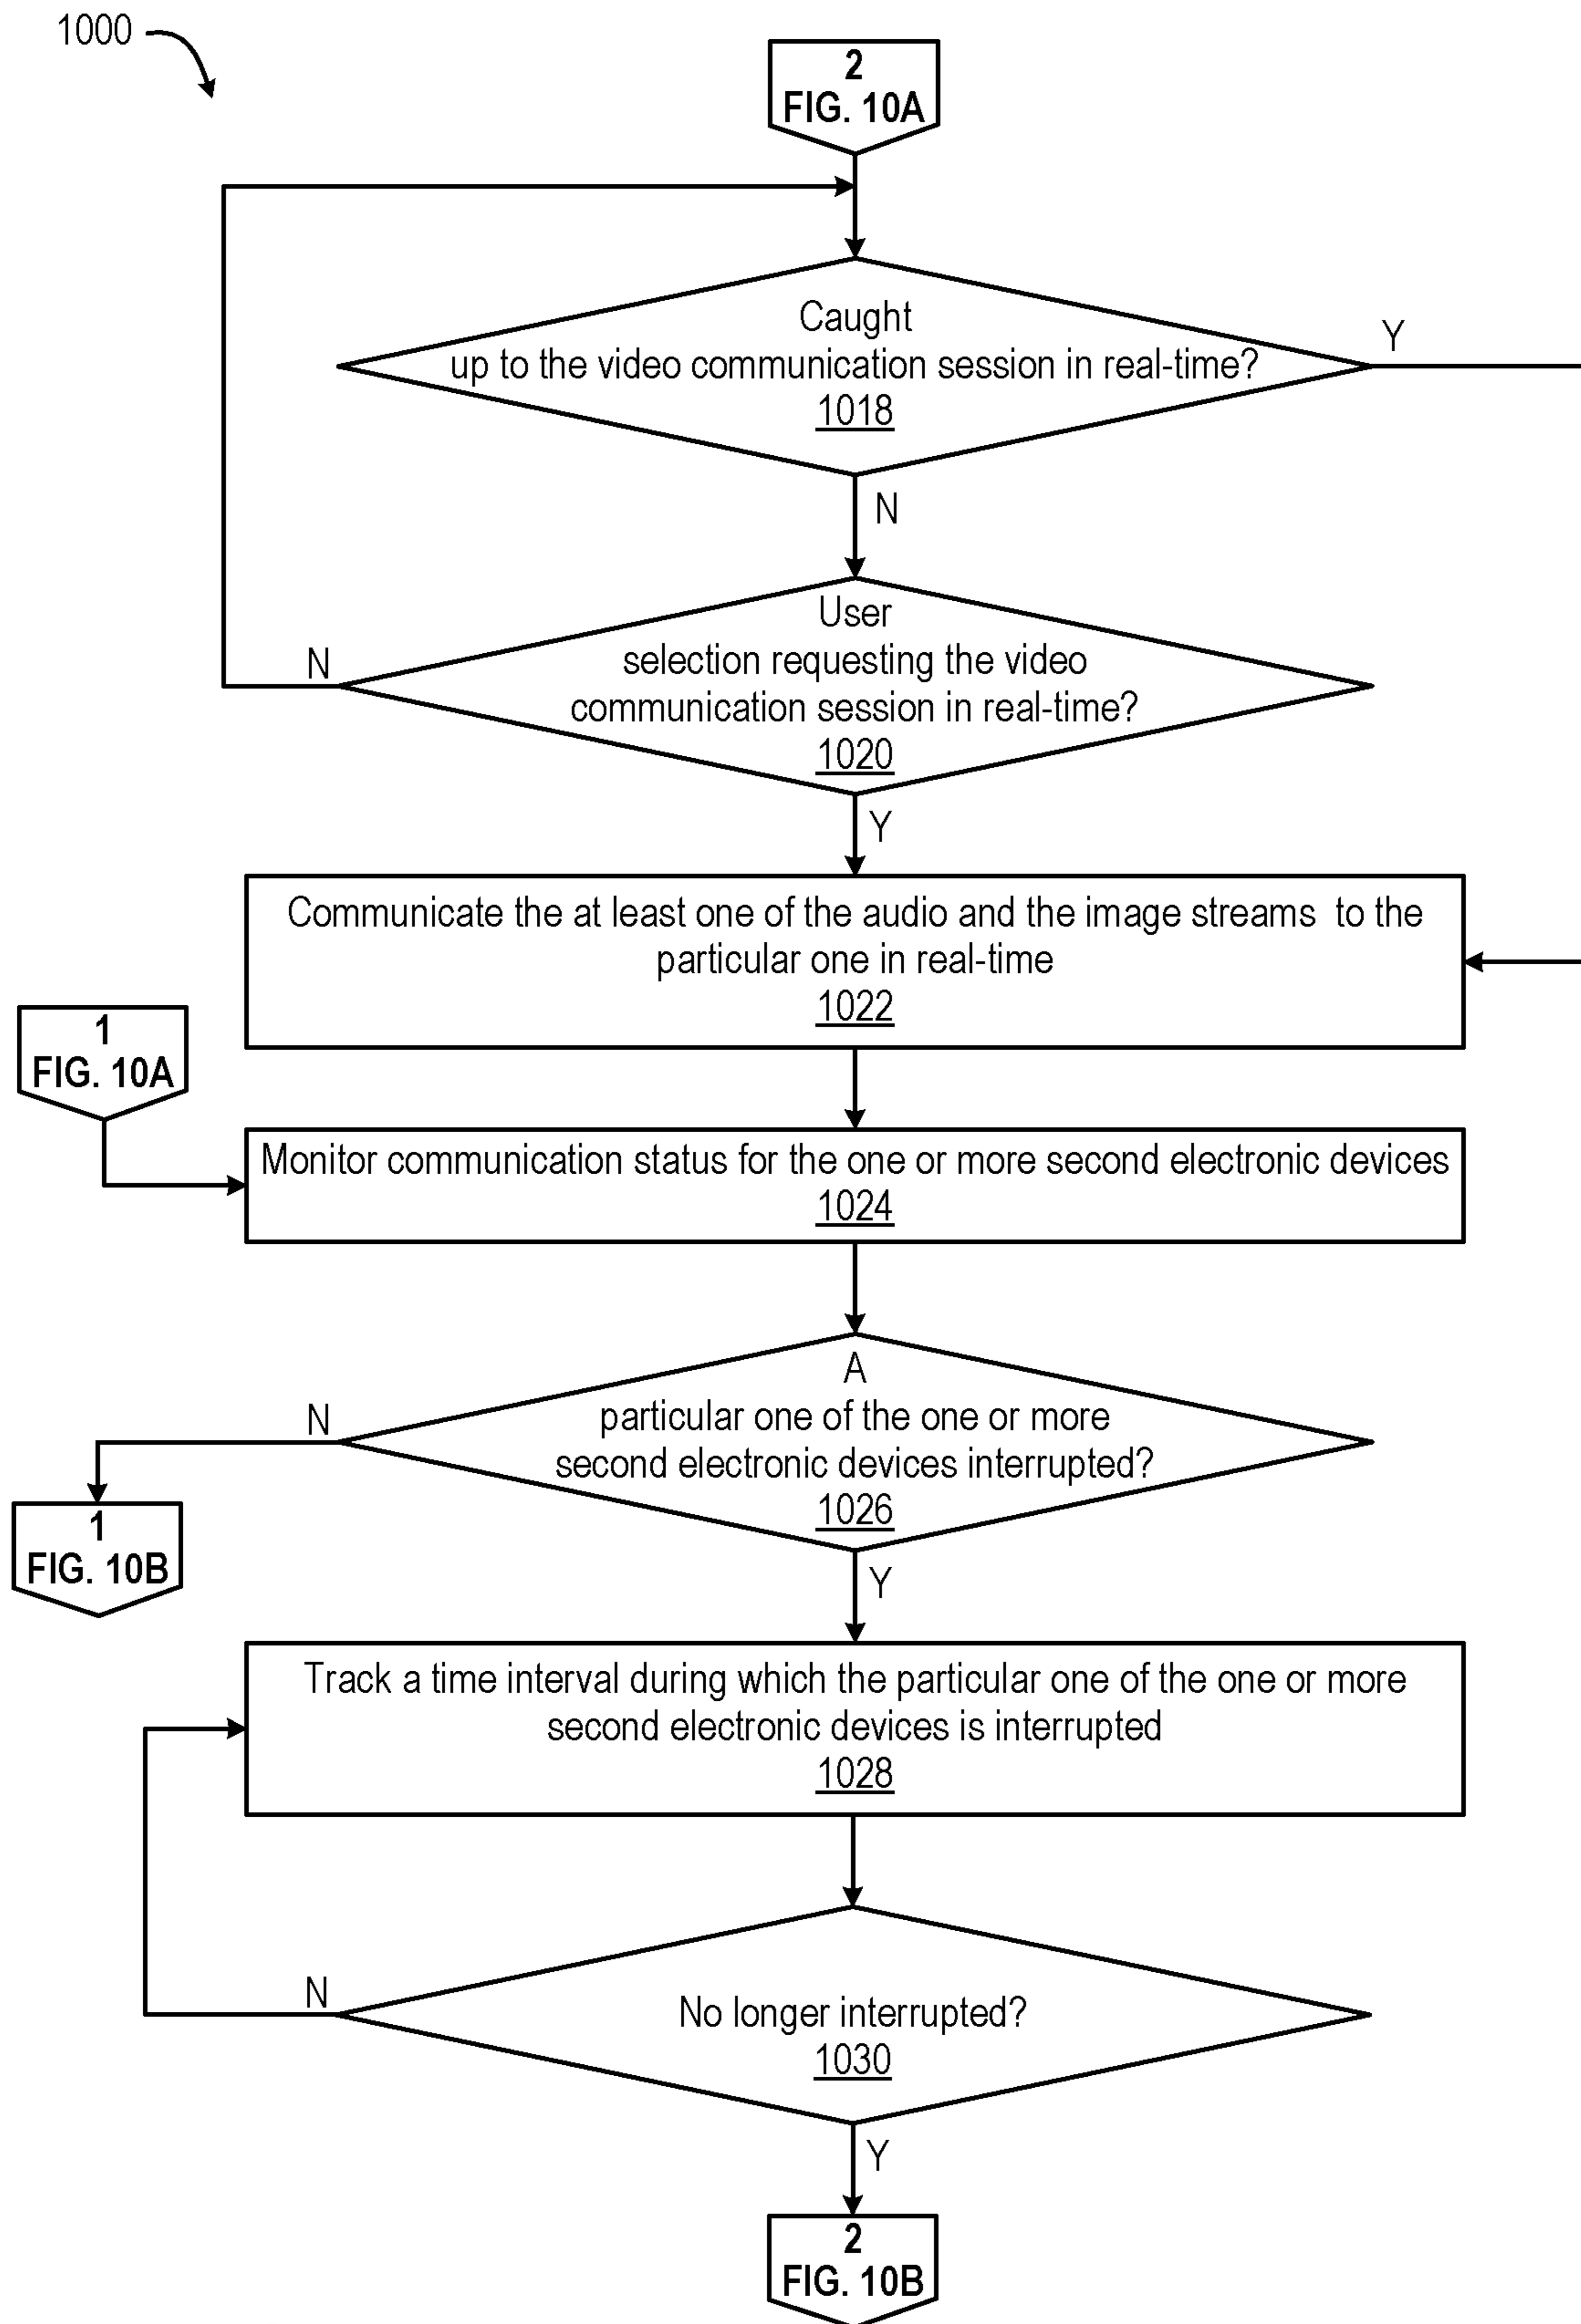 1000
2
FIG. 10A
Caught
up to the video communication session in real-time?
1018
Y
N
User
selection requesting the video
communication session in real-time?
1020
N
Y
Communicate the at least one of the audio and the image streams to the
particular one in real-time
1022
1
FIG. 10A
Monitor communication status for the one or more second electronic devices
1024
A
particular one of the one or more
second electronic devices interrupted?
1026
N
1
FIG. 10B
Y
Track a time interval during which the particular one of the one or more
second electronic devices is interrupted
1028
No longer interrupted?
1030
N
Y
2
FIG. 10B